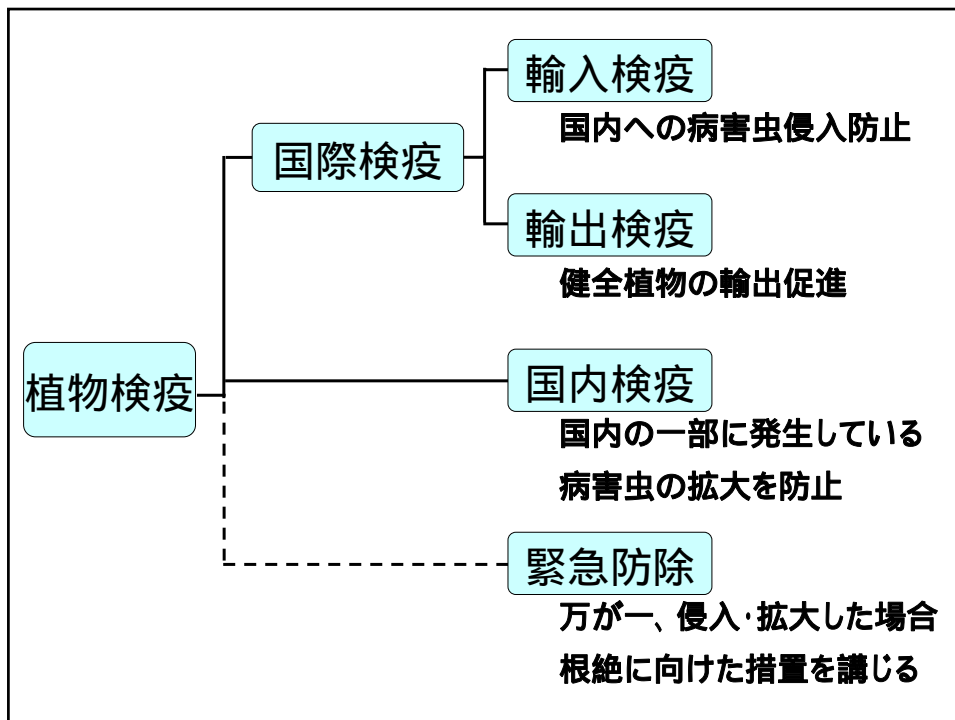 輸入検疫
国内への病害虫侵入防止
国際検疫
輸出検疫
健全植物の輸出促進
植物検疫
国内検疫
国内の一部に発生している
病害虫の拡大を防止
緊急防除
万が一、侵入・拡大した場合
根絶に向けた措置を講じる